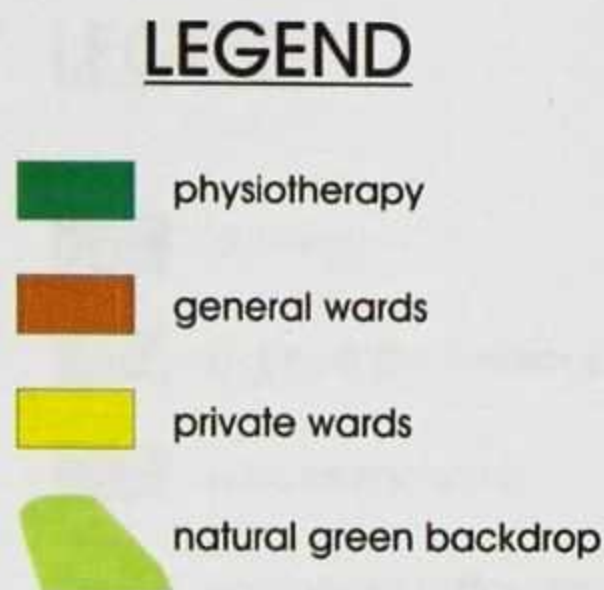 LEGEND
physiotherapy
general wards
private wards
natural green backdrop